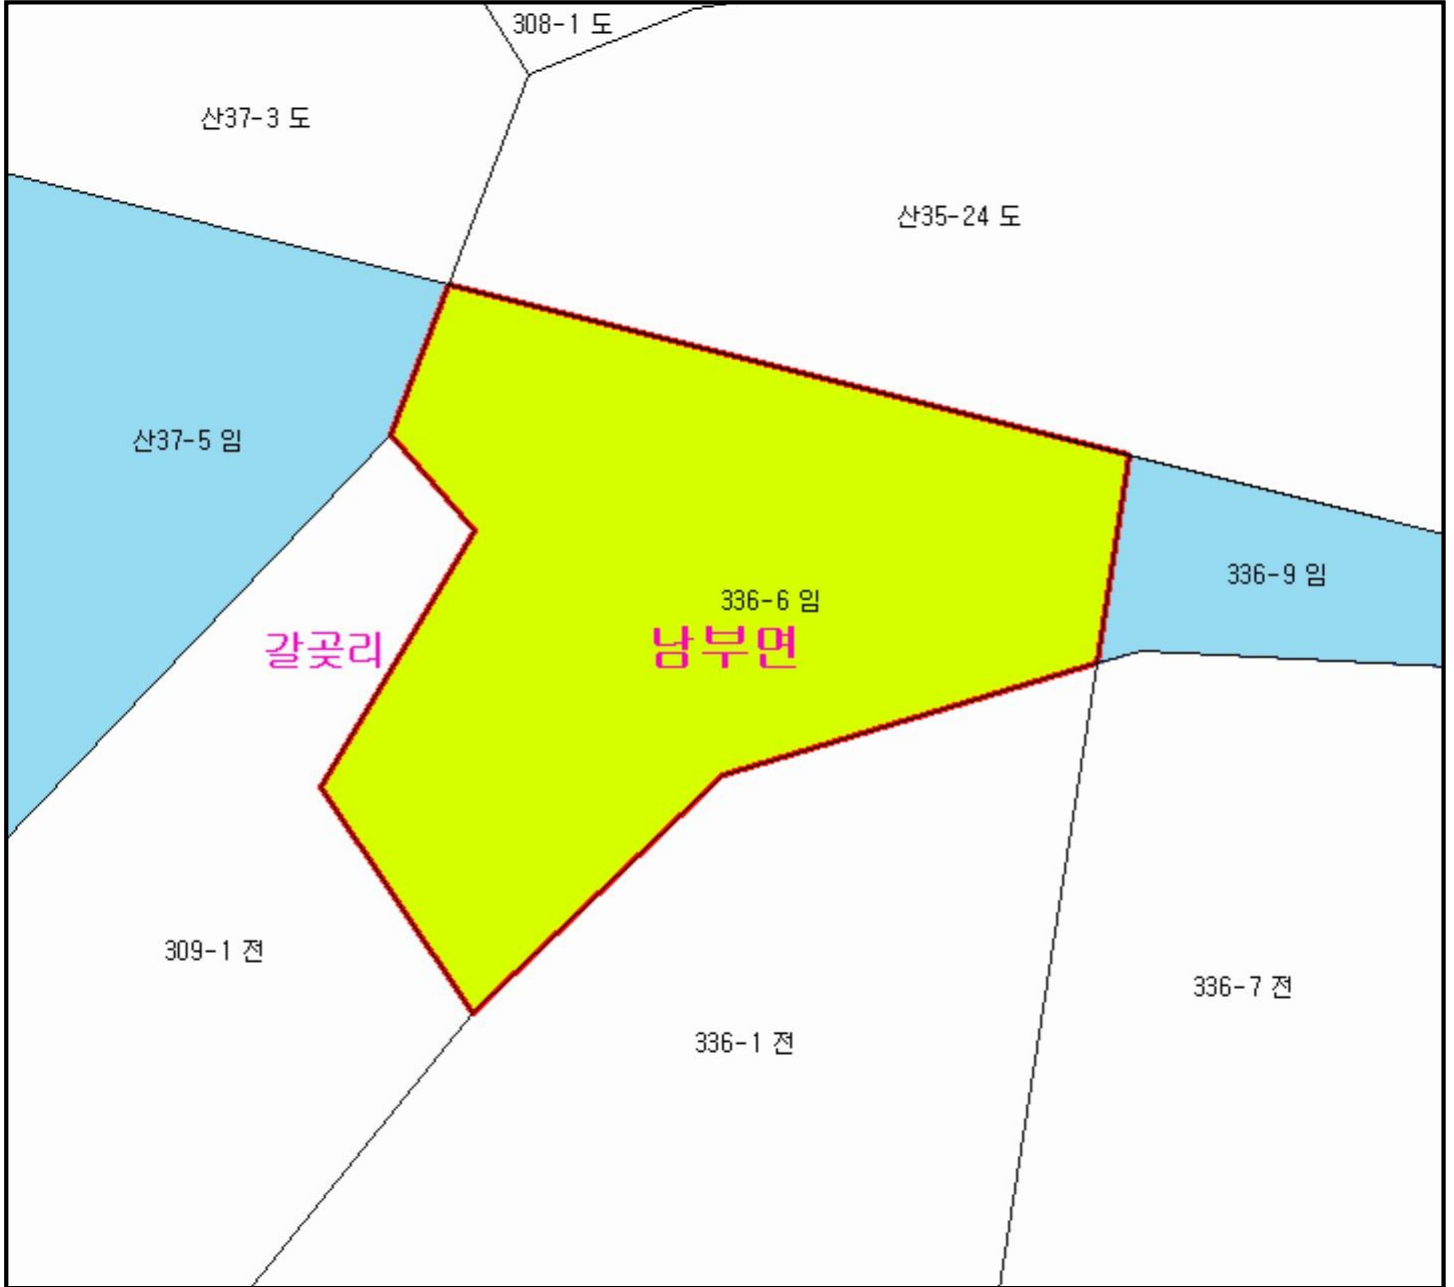 308-1 도
산37-3 도
산35-24 도
산37-5 임
336-9 임
336-6 임
갈곶리
남부면
309-1 전
336-7 전
336-1 전